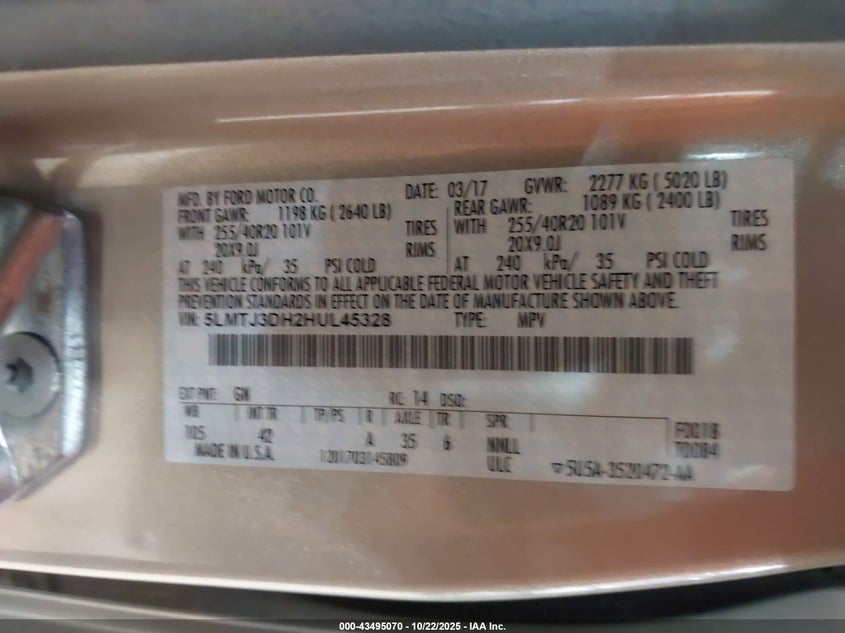 MFD. BY FORD MOTOR CO. DATE: 03/17 GVWR: 2277 KG ( 5020 LB)
FRONT GAWR: 1198 KG ( 2640 LB) REAR GAWR: 1089 KG ( 2400 LB)
WITH 255/40R20 101V TIRES WITH 255/40R20 101V TIRES
20X9.0J RIMS 20X9.0J RIMS
AT 240 kPa/ 35 PSI COLD AT 240 kPa/ 35 PSI COLD
THIS VEHICLE CONFORMS TO ALL APPLICABLE FEDERAL MOTOR VEHICLE SAFETY AND THEFT
PREVENTION STANDARDS IN EFFECT ON THE DATE OF MANUFACTURE SHOWN ABOVE.
VIN: 5LMTJ3DH2HUL45328 TYPE: MPV
EXT PNT: GN RC: 14 DSO:
WB INT TR TP/PS R AXLE TR SPR F0018
105 42 A 35 6 NNLL T0084
MADE IN U.S.A. ULC ▽5U5A-3520472-AA
000-43495070 - 10/22/2025 - IAA Inc.